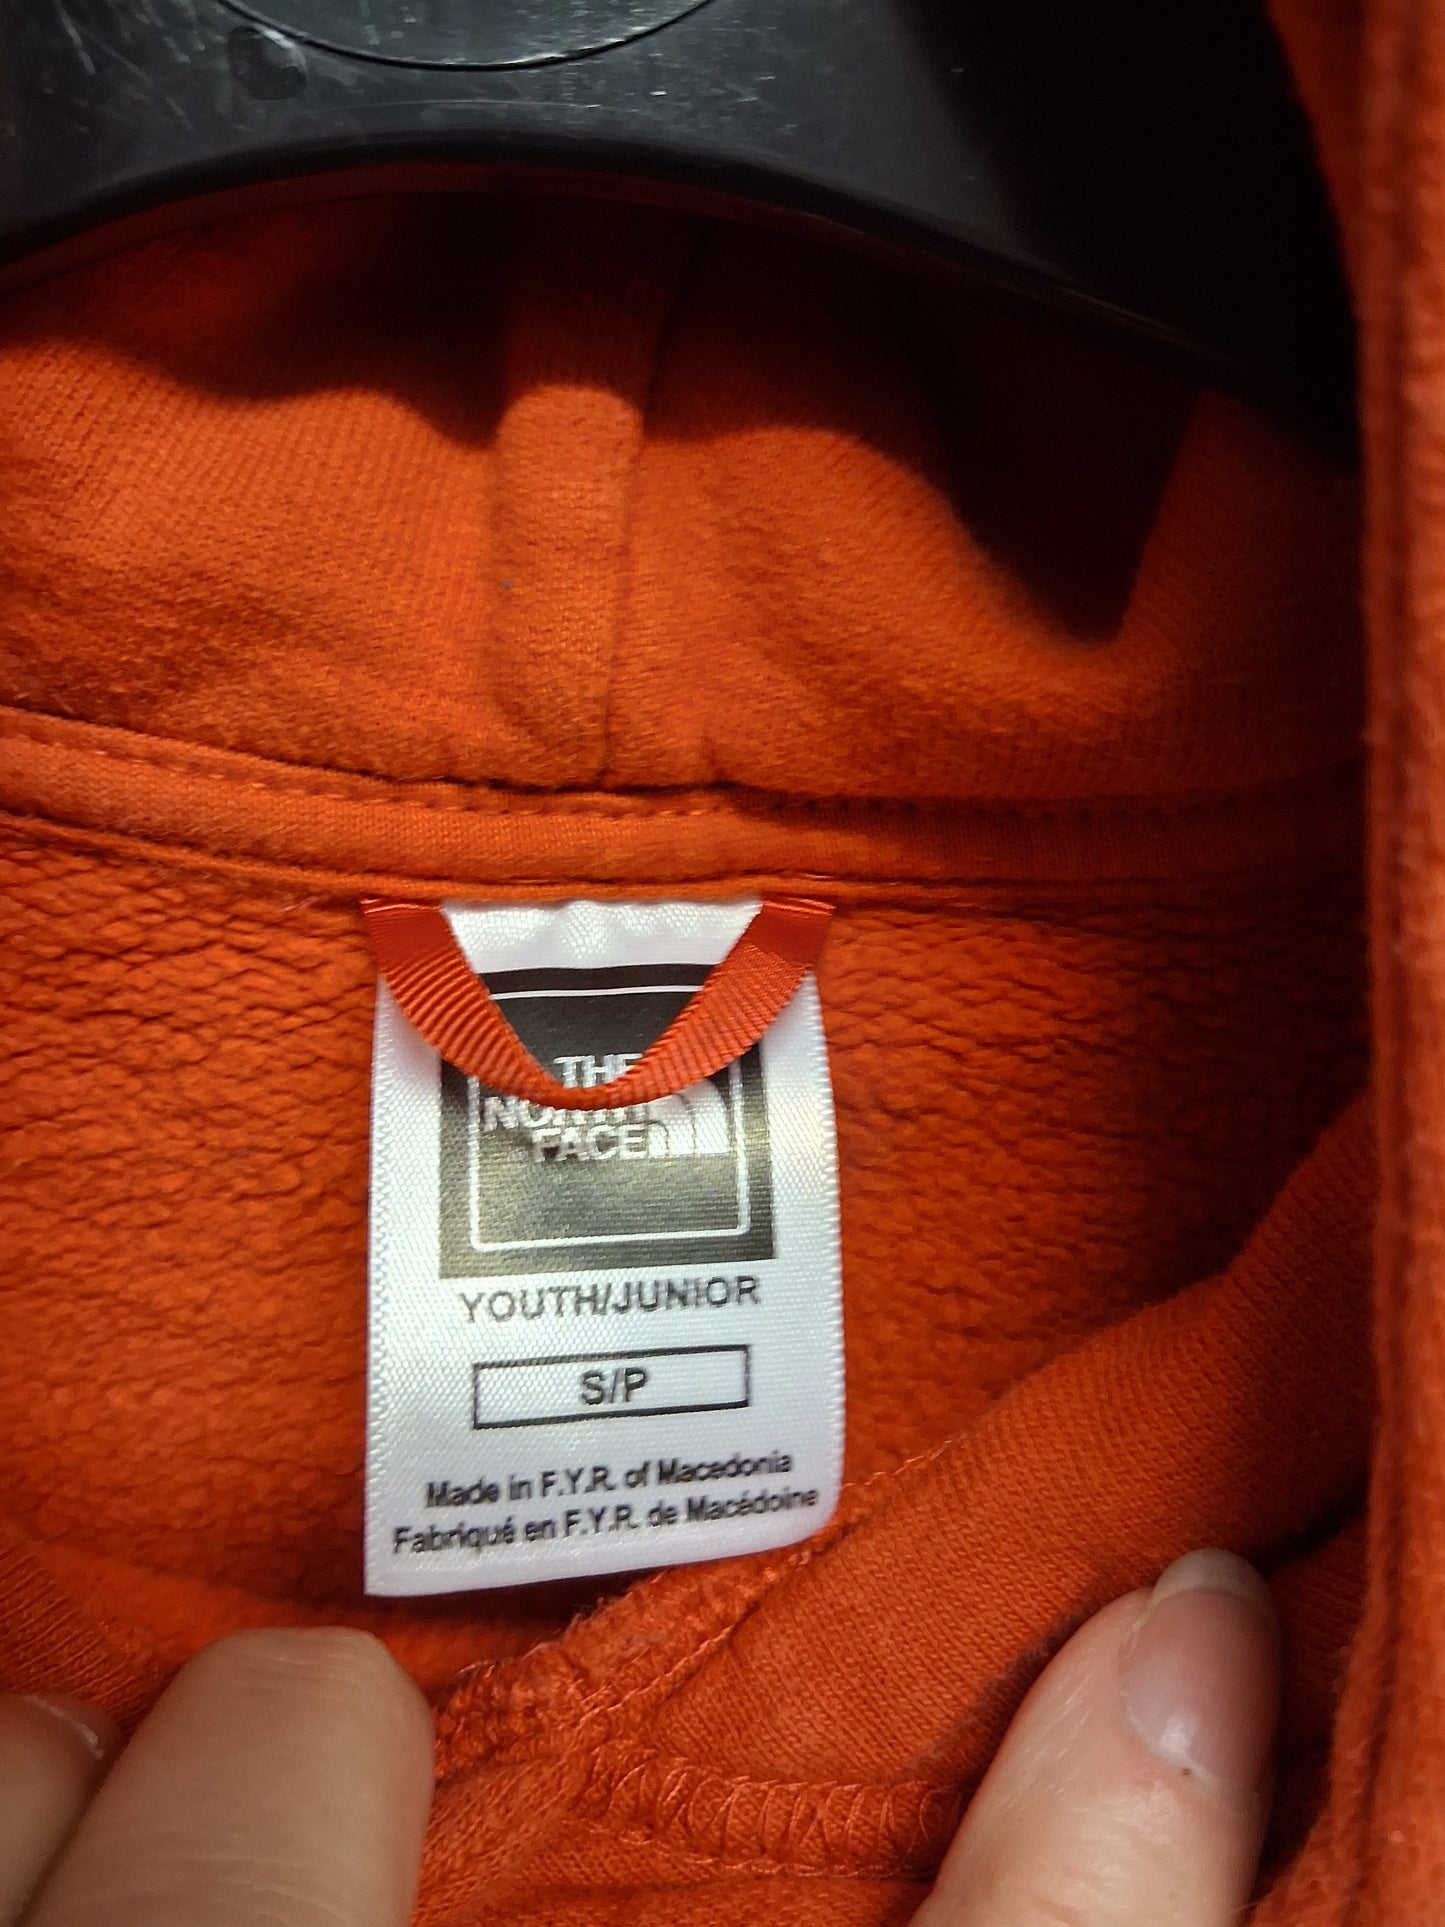 THE
NORTH
FACE
YOUTH/JUNIOR
S/P
Made in F.Y.R. of Macedonia
Fabriqué en F.Y.R. de Macédoine